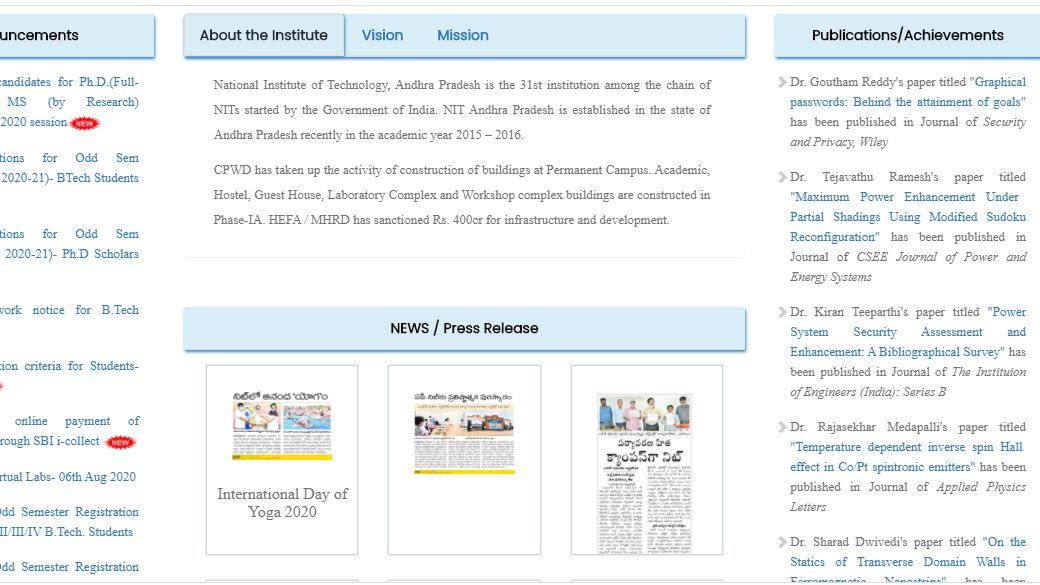 uncements
candidates for Ph.D.(Full-
MS (by Research)
2020 session NEW
tions for Odd Sem
2020-21)- BTech Students
tions for Odd Sem
2020-21)- Ph.D Scholars
work notice for B.Tech
tion criteria for Students-
online payment of
rough SBI i-collect NEW
rtual Labs- 06th Aug 2020
Odd Semester Registration
II/III/IV B.Tech. Students
Odd Semester Registration
About the Institute Vision Mission
National Institute of Technology, Andhra Pradesh is the 31st institution among the chain of
NITs started by the Government of India. NIT Andhra Pradesh is established in the state of
Andhra Pradesh recently in the academic year 2015 – 2016.
CPWD has taken up the activity of construction of buildings at Permanent Campus. Academic,
Hostel, Guest House, Laboratory Complex and Workshop complex buildings are constructed in
Phase-IA. HEFA / MHRD has sanctioned Rs. 400cr for infrastructure and development.
NEWS / Press Release
నిట్‌లో ఆనంద 'యోగం'
International Day of
Yoga 2020
ఏపీ నిట్‌కు ప్రతిష్ఠాత్మక పురస్కారం
పర్యావరణ హిత
క్యాంపస్‌గా నిట్
Publications/Achievements
Dr. Goutham Reddy's paper titled "Graphical
passwords: Behind the attainment of goals"
has been published in Journal of Security
and Privacy, Wiley
Dr. Tejavathu Ramesh's paper titled
"Maximum Power Enhancement Under
Partial Shadings Using Modified Sudoku
Reconfiguration" has been published in
Journal of CSEE Journal of Power and
Energy Systems
Dr. Kiran Teeparthi's paper titled "Power
System Security Assessment and
Enhancement: A Bibliographical Survey" has
been published in Journal of The Instituion
of Engineers (India): Series B
Dr. Rajasekhar Medapalli's paper titled
"Temperature dependent inverse spin Hall
effect in Co/Pt spintronic emitters" has been
published in Journal of Applied Physics
Letters
Dr. Sharad Dwivedi's paper titled "On the
Statics of Transverse Domain Walls in
Ferromagnetic Nanostrips" has been